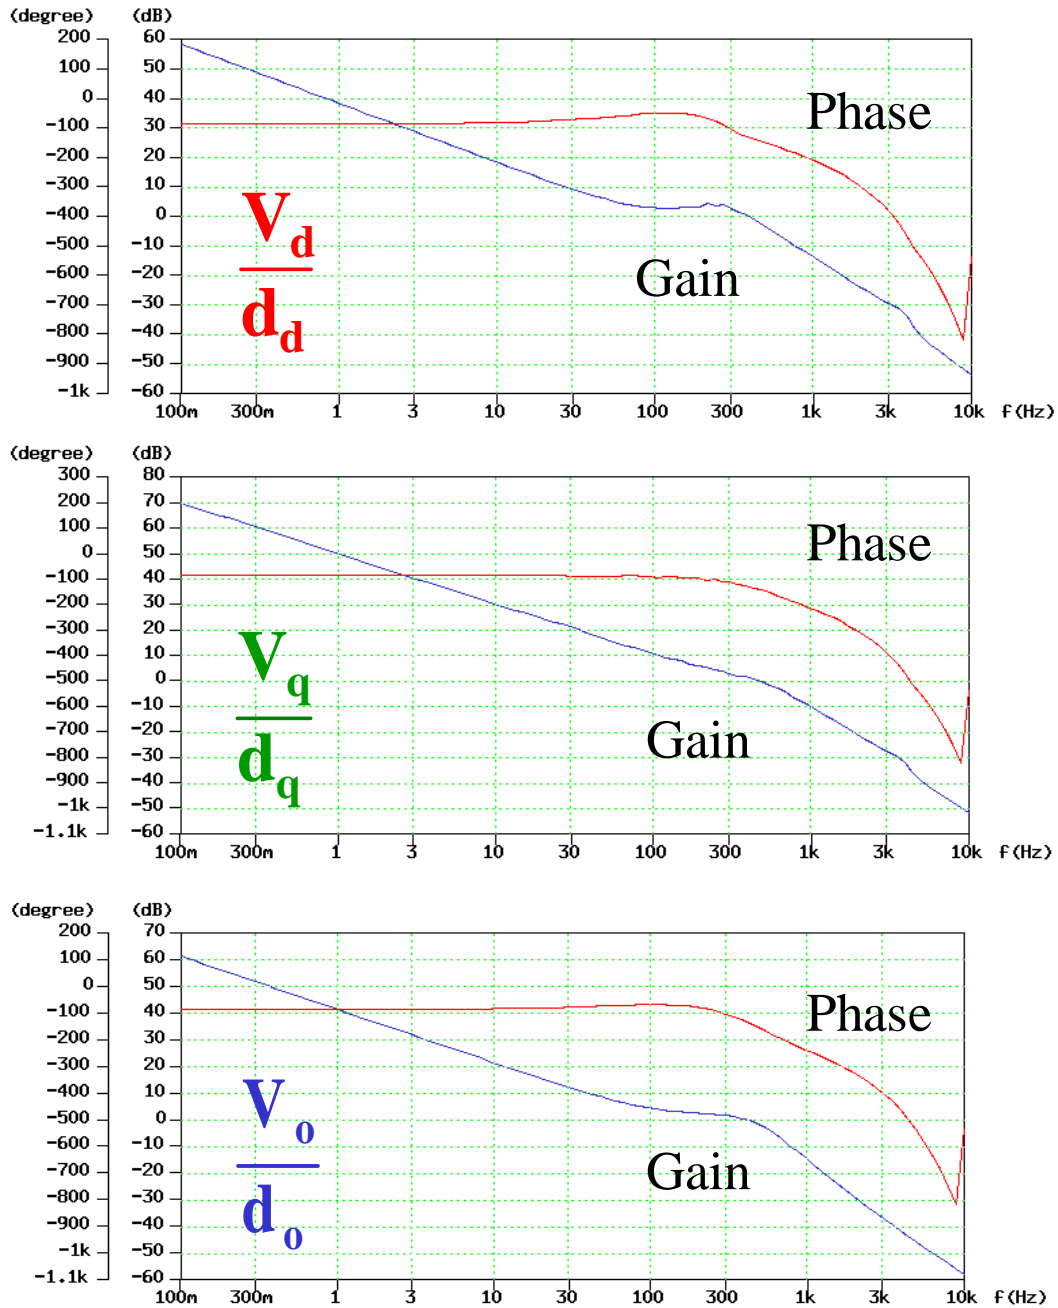 (degree) (dB)
200 60
100 50
0 40
-100 30
-200 20
-300 10
-400 0
-500 -10
-600 -20
-700 -30
-800 -40
-900 -50
-1k -60
100m 300m 1 3 10 30 100 300 1k 3k 10k f(Hz)
Phase
Gain
Vd
dd
(degree) (dB)
300 80
200 70
100 60
0 50
-100 40
-200 30
-300 20
-400 10
-500 0
-600 -10
-700 -20
-800 -30
-900 -40
-1k -50
-1.1k -60
100m 300m 1 3 10 30 100 300 1k 3k 10k f(Hz)
Phase
Gain
Vq
dq
(degree) (dB)
200 70
100 60
0 50
-100 40
-200 30
-300 20
-400 10
-500 0
-600 -10
-700 -20
-800 -30
-900 -40
-1k -50
-1.1k -60
100m 300m 1 3 10 30 100 300 1k 3k 10k f(Hz)
Phase
Gain
Vo
do